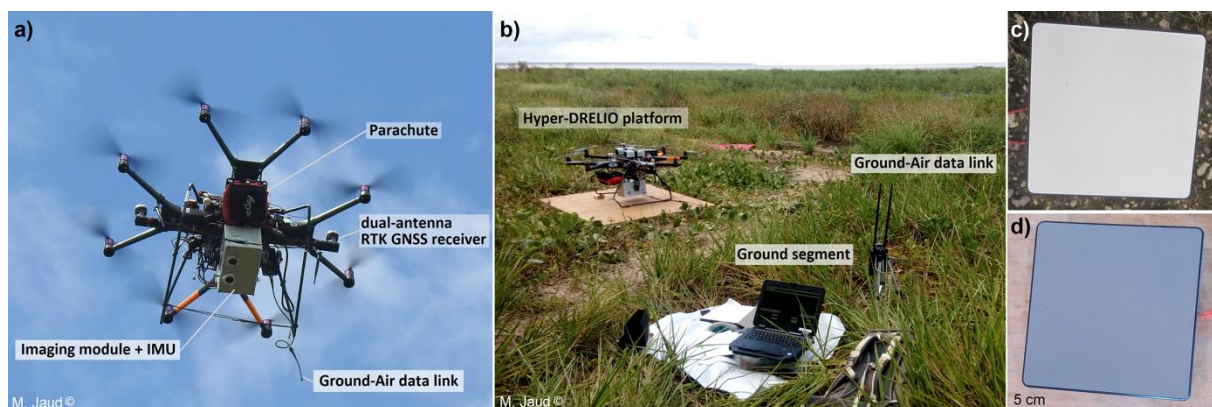 a)
Parachute
dual-antenna
RTK GNSS receiver
Imaging module + IMU
Ground-Air data link
M. Jaud ©
b)
Hyper-DRELIO platform
Ground-Air data link
Ground segment
M. Jaud ©
c)
d)
5 cm